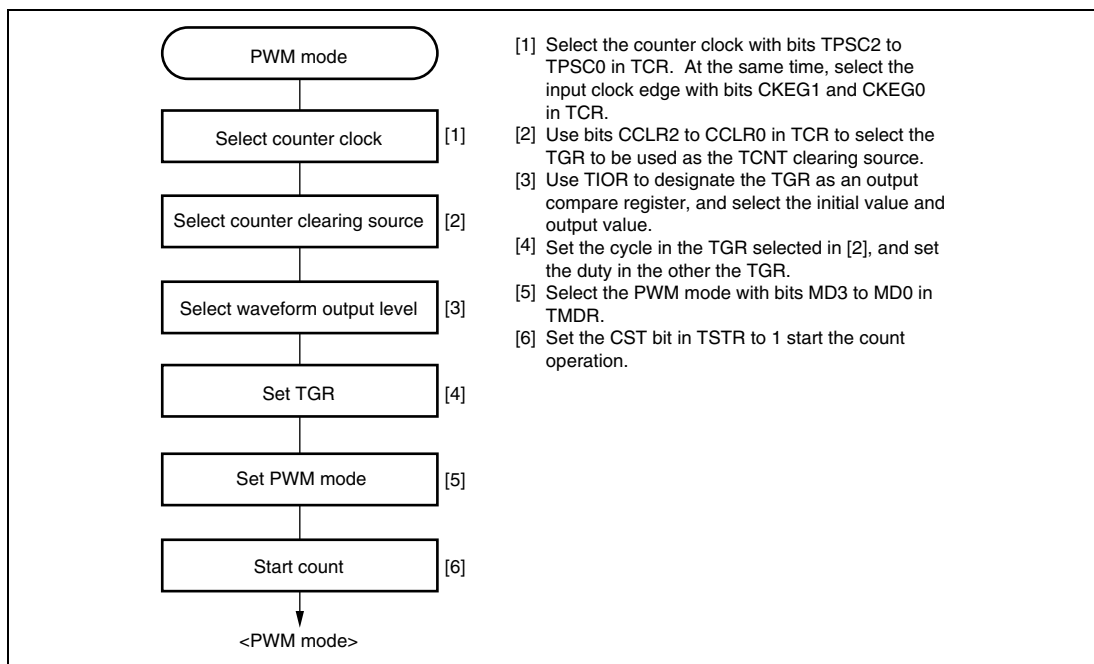 PWM mode
Select counter clock [1]
Select counter clearing source [2]
Select waveform output level [3]
Set TGR [4]
Set PWM mode [5]
Start count [6]
<PWM mode>
[1] Select the counter clock with bits TPSC2 to
TPSC0 in TCR. At the same time, select the
input clock edge with bits CKEG1 and CKEG0
in TCR.
[2] Use bits CCLR2 to CCLR0 in TCR to select the
TGR to be used as the TCNT clearing source.
[3] Use TIOR to designate the TGR as an output
compare register, and select the initial value and
output value.
[4] Set the cycle in the TGR selected in [2], and set
the duty in the other the TGR.
[5] Select the PWM mode with bits MD3 to MD0 in
TMDR.
[6] Set the CST bit in TSTR to 1 start the count
operation.